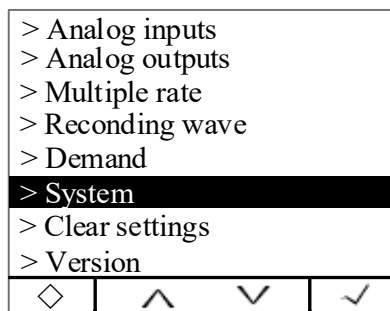 > Analog inputs
> Analog outputs
> Multiple rate
> Reconding wave
> Demand
> System
> Clear settings
> Version